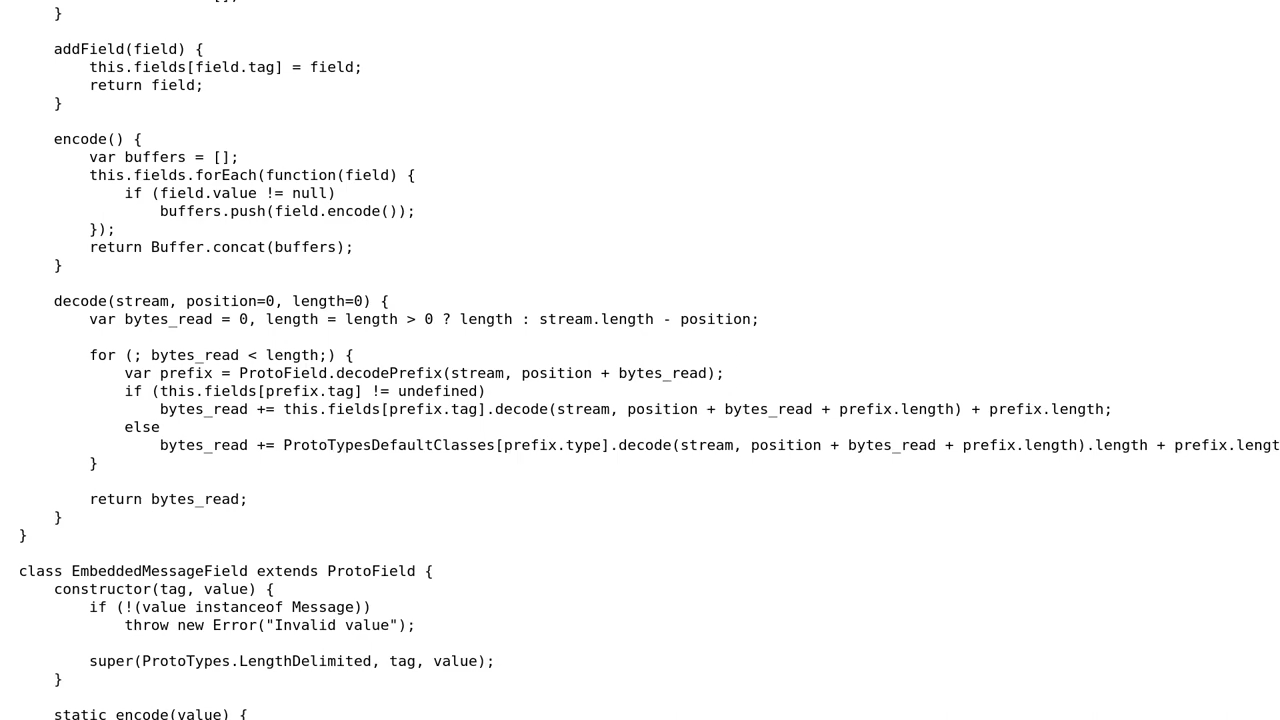 }
addField(field) {
this.fields[field.tag] = field;
return field;
}
encode() {
var buffers = [];
this.fields.forEach(function(field) {
if (field.value != null)
buffers.push(field.encode());
});
return Buffer.concat(buffers);
}
decode(stream, position=0, length=0) {
var bytes_read = 0, length = length > 0 ? length : stream.length - position;
for (; bytes_read < length;) {
var prefix = ProtoField.decodePrefix(stream, position + bytes_read);
if (this.fields[prefix.tag] != undefined)
bytes_read += this.fields[prefix.tag].decode(stream, position + bytes_read + prefix.length) + prefix.length;
else
bytes_read += ProtoTypesDefaultClasses[prefix.type].decode(stream, position + bytes_read + prefix.length).length + prefix.lengt
}
return bytes_read;
}
}
class EmbeddedMessageField extends ProtoField {
constructor(tag, value) {
if (!(value instanceof Message))
throw new Error("Invalid value");
super(ProtoTypes.LengthDelimited, tag, value);
}
static encode(value) {